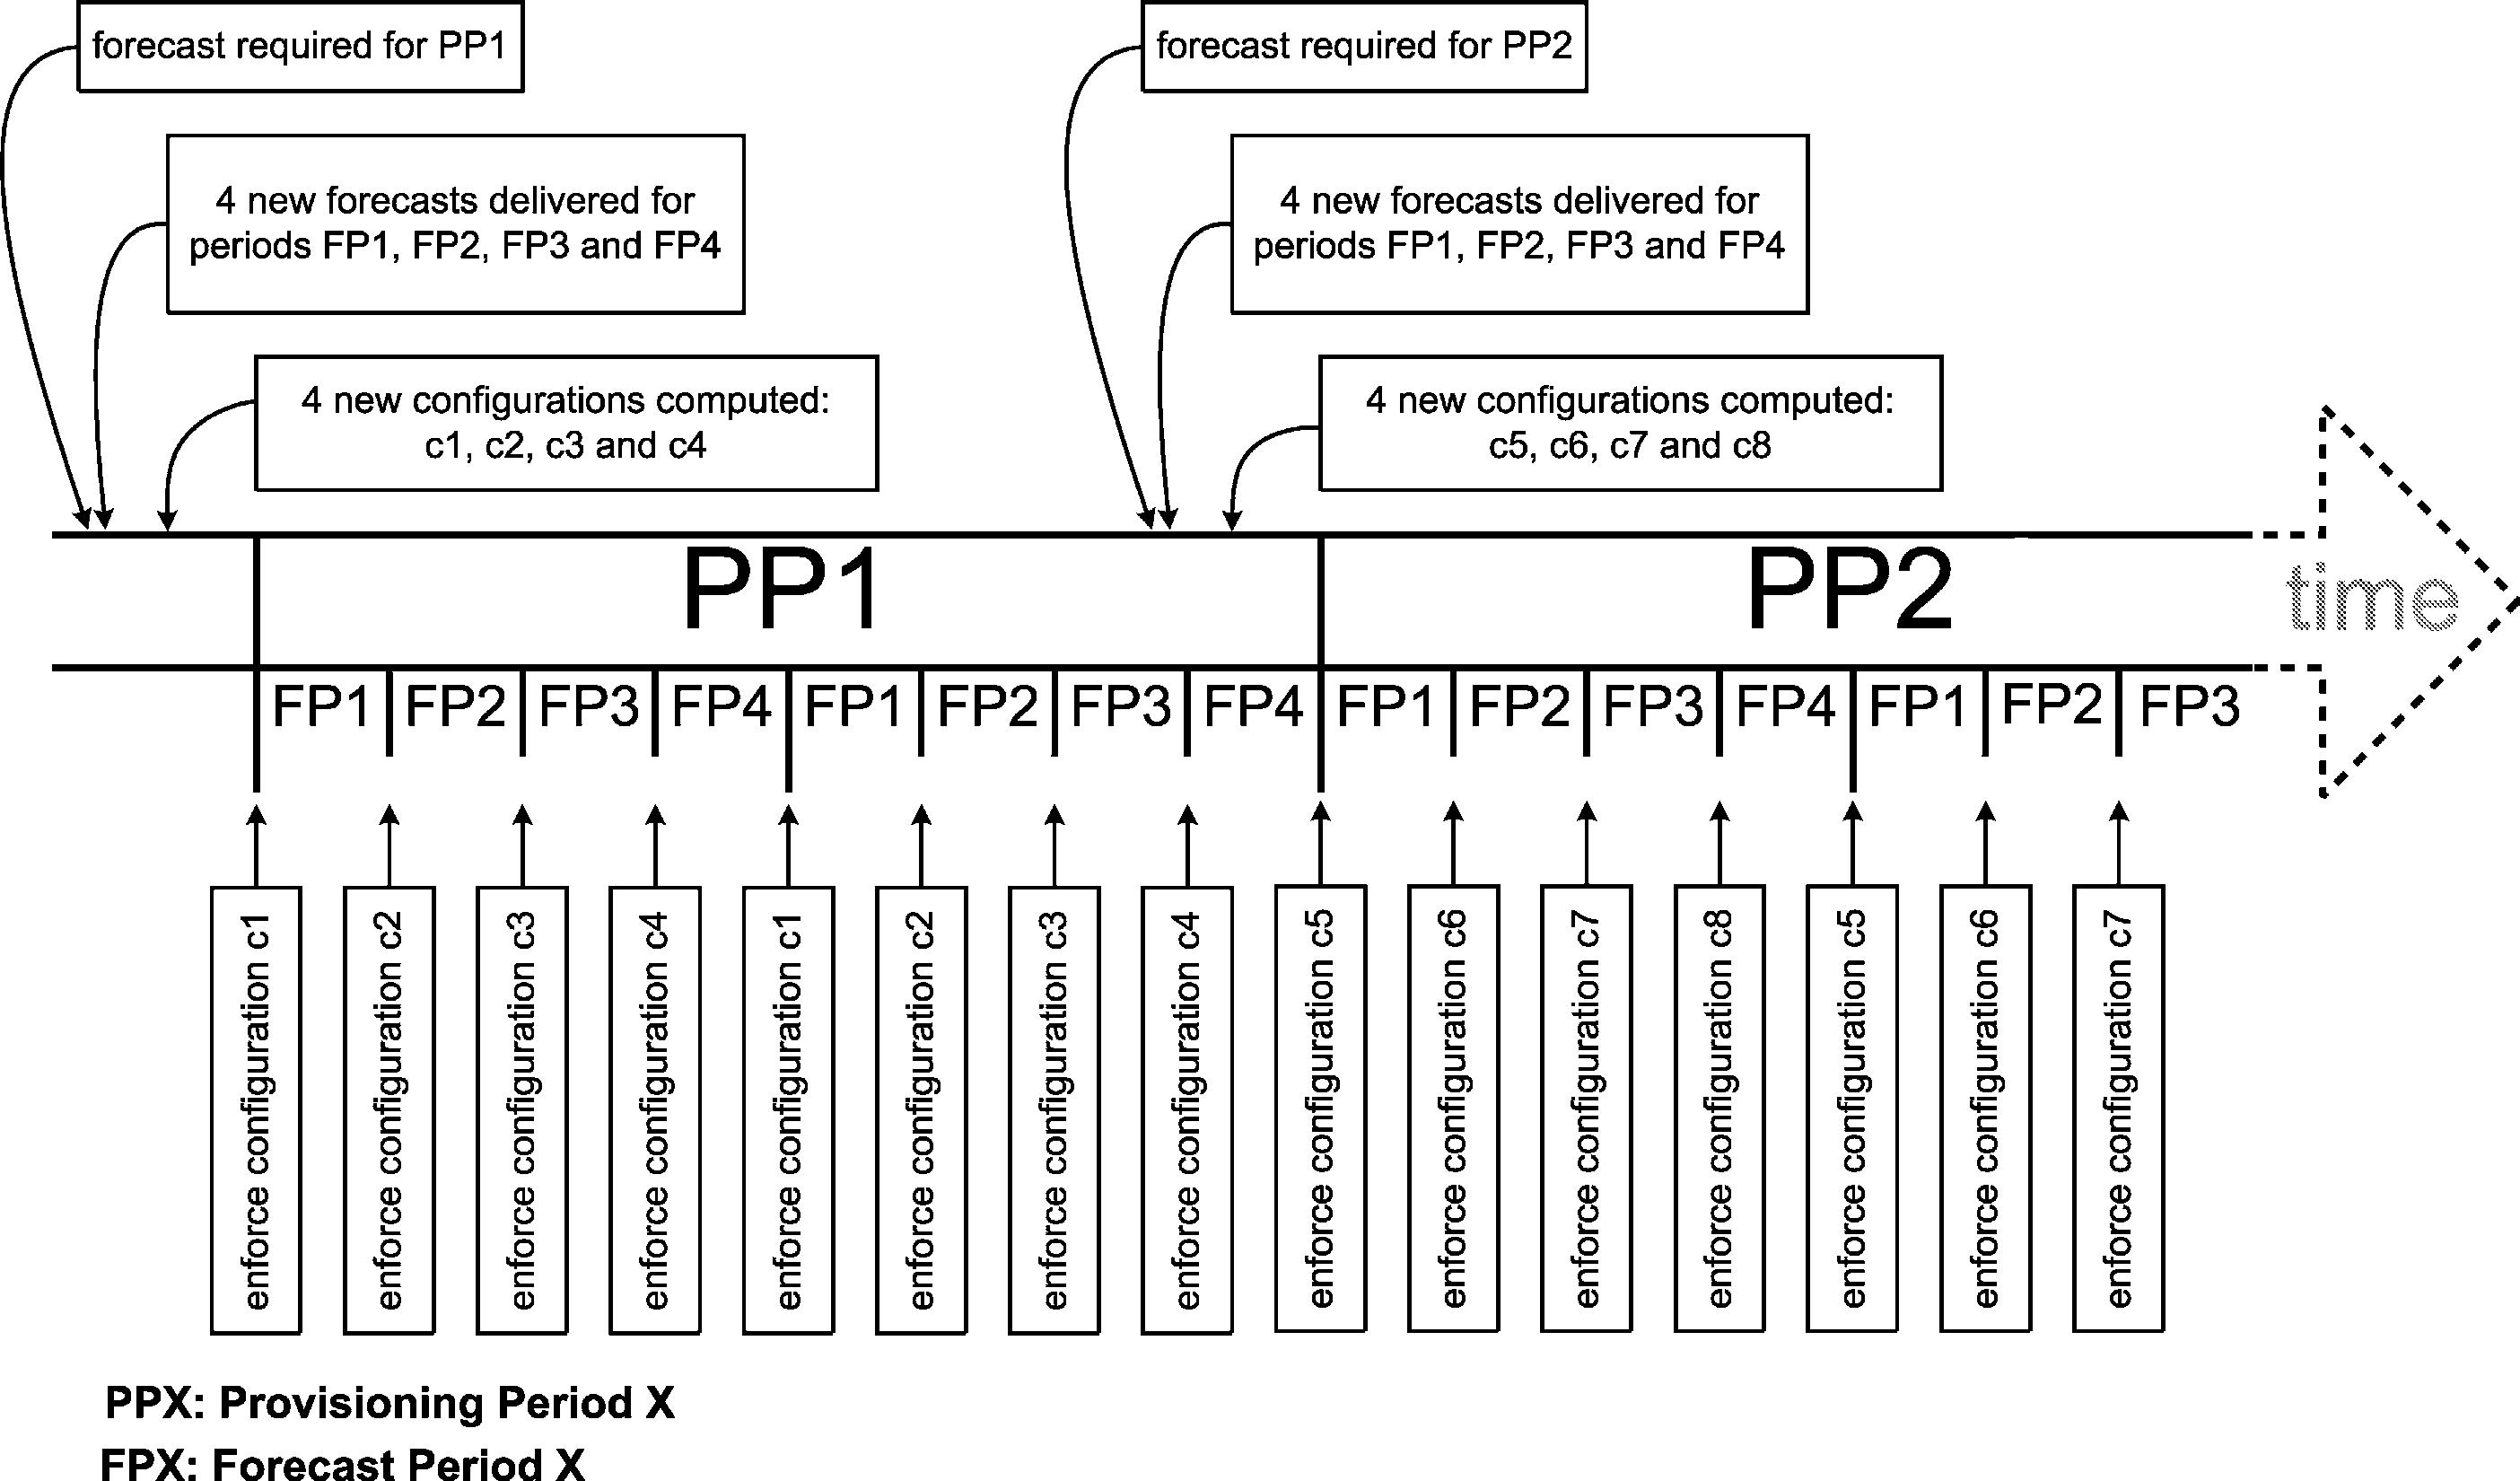 forecast required for PP1
forecast required for PP2
4 new forecasts delivered for
periods FP1, FP2, FP3 and FP4
4 new forecasts delivered for
periods FP1, FP2, FP3 and FP4
4 new configurations computed:
c1, c2, c3 and c4
4 new configurations computed:
c5, c6, c7 and c8
PP1
PP2
time
FP1
FP2
FP3
FP4
FP1
FP2
FP3
FP4
FP1
FP2
FP3
FP4
FP1
FP2
FP3
enforce configuration c1
enforce configuration c2
enforce configuration c3
enforce configuration c4
enforce configuration c1
enforce configuration c2
enforce configuration c3
enforce configuration c4
enforce configuration c5
enforce configuration c6
enforce configuration c7
enforce configuration c8
enforce configuration c5
enforce configuration c6
enforce configuration c7
PPX: Provisioning Period X
FPX: Forecast Period X